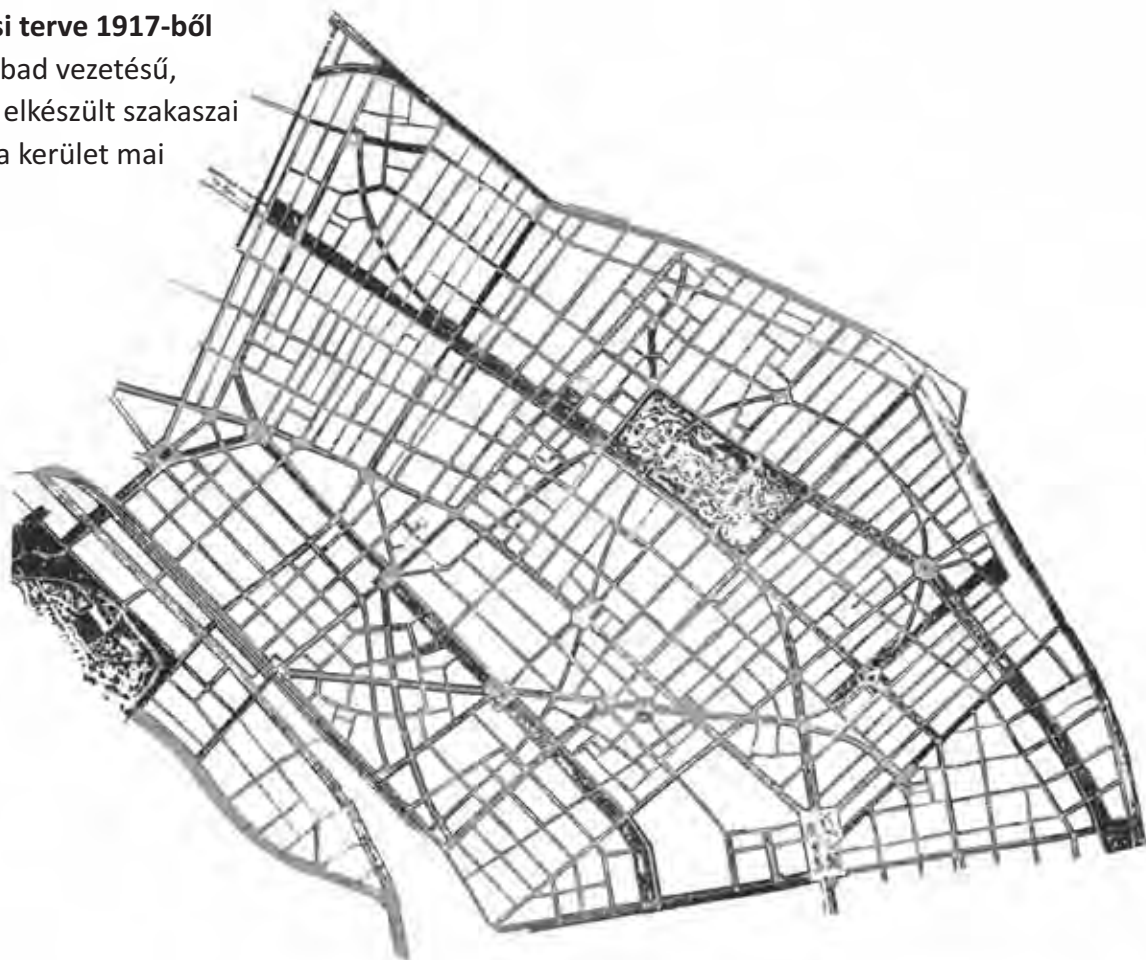 si terve 1917-ből
bad vezetésű,
elkészült szakaszai
a kerület mai